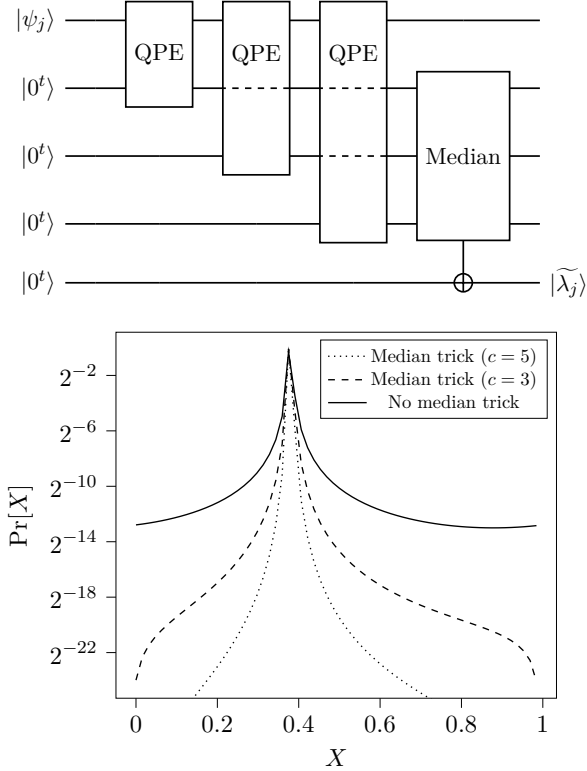 |ψ_j⟩
QPE QPE QPE
|0^t⟩
|0^t⟩ Median
|0^t⟩
|0^t⟩ |\widetilde{λ_j}⟩
Median trick (c = 5)
Median trick (c = 3)
No median trick
2^{−2}
2^{−6}
2^{−10}
2^{−14}
2^{−18}
2^{−22}
Pr[X]
0 0.2 0.4 0.6 0.8 1
X